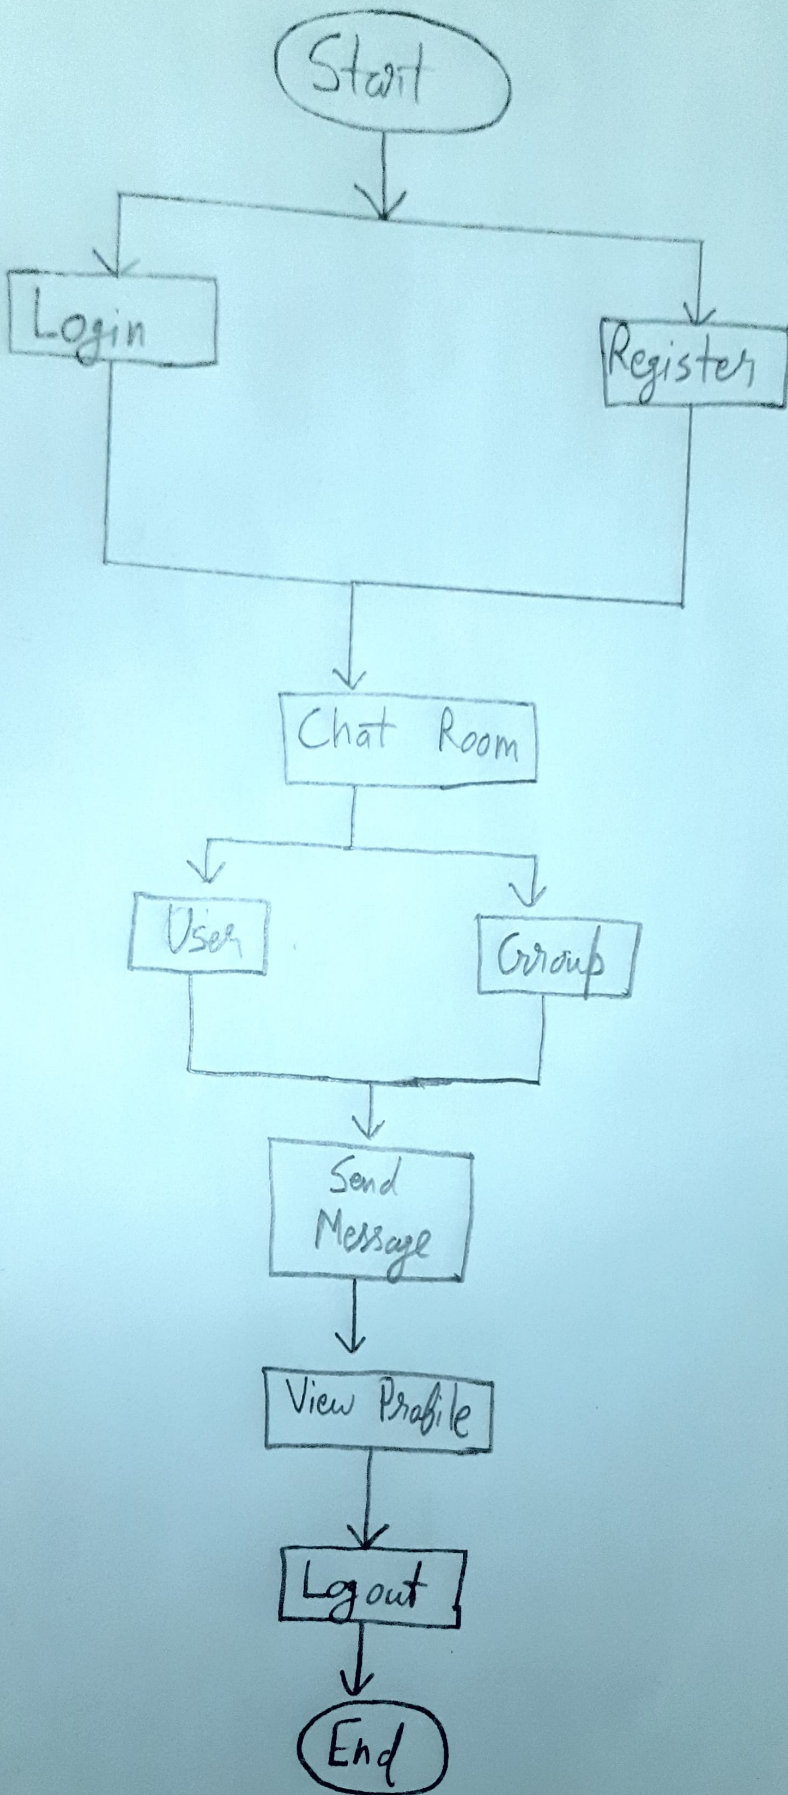 Start
Login
Register
Chat Room
User
Group
Send
Message
View Profile
Logout
End